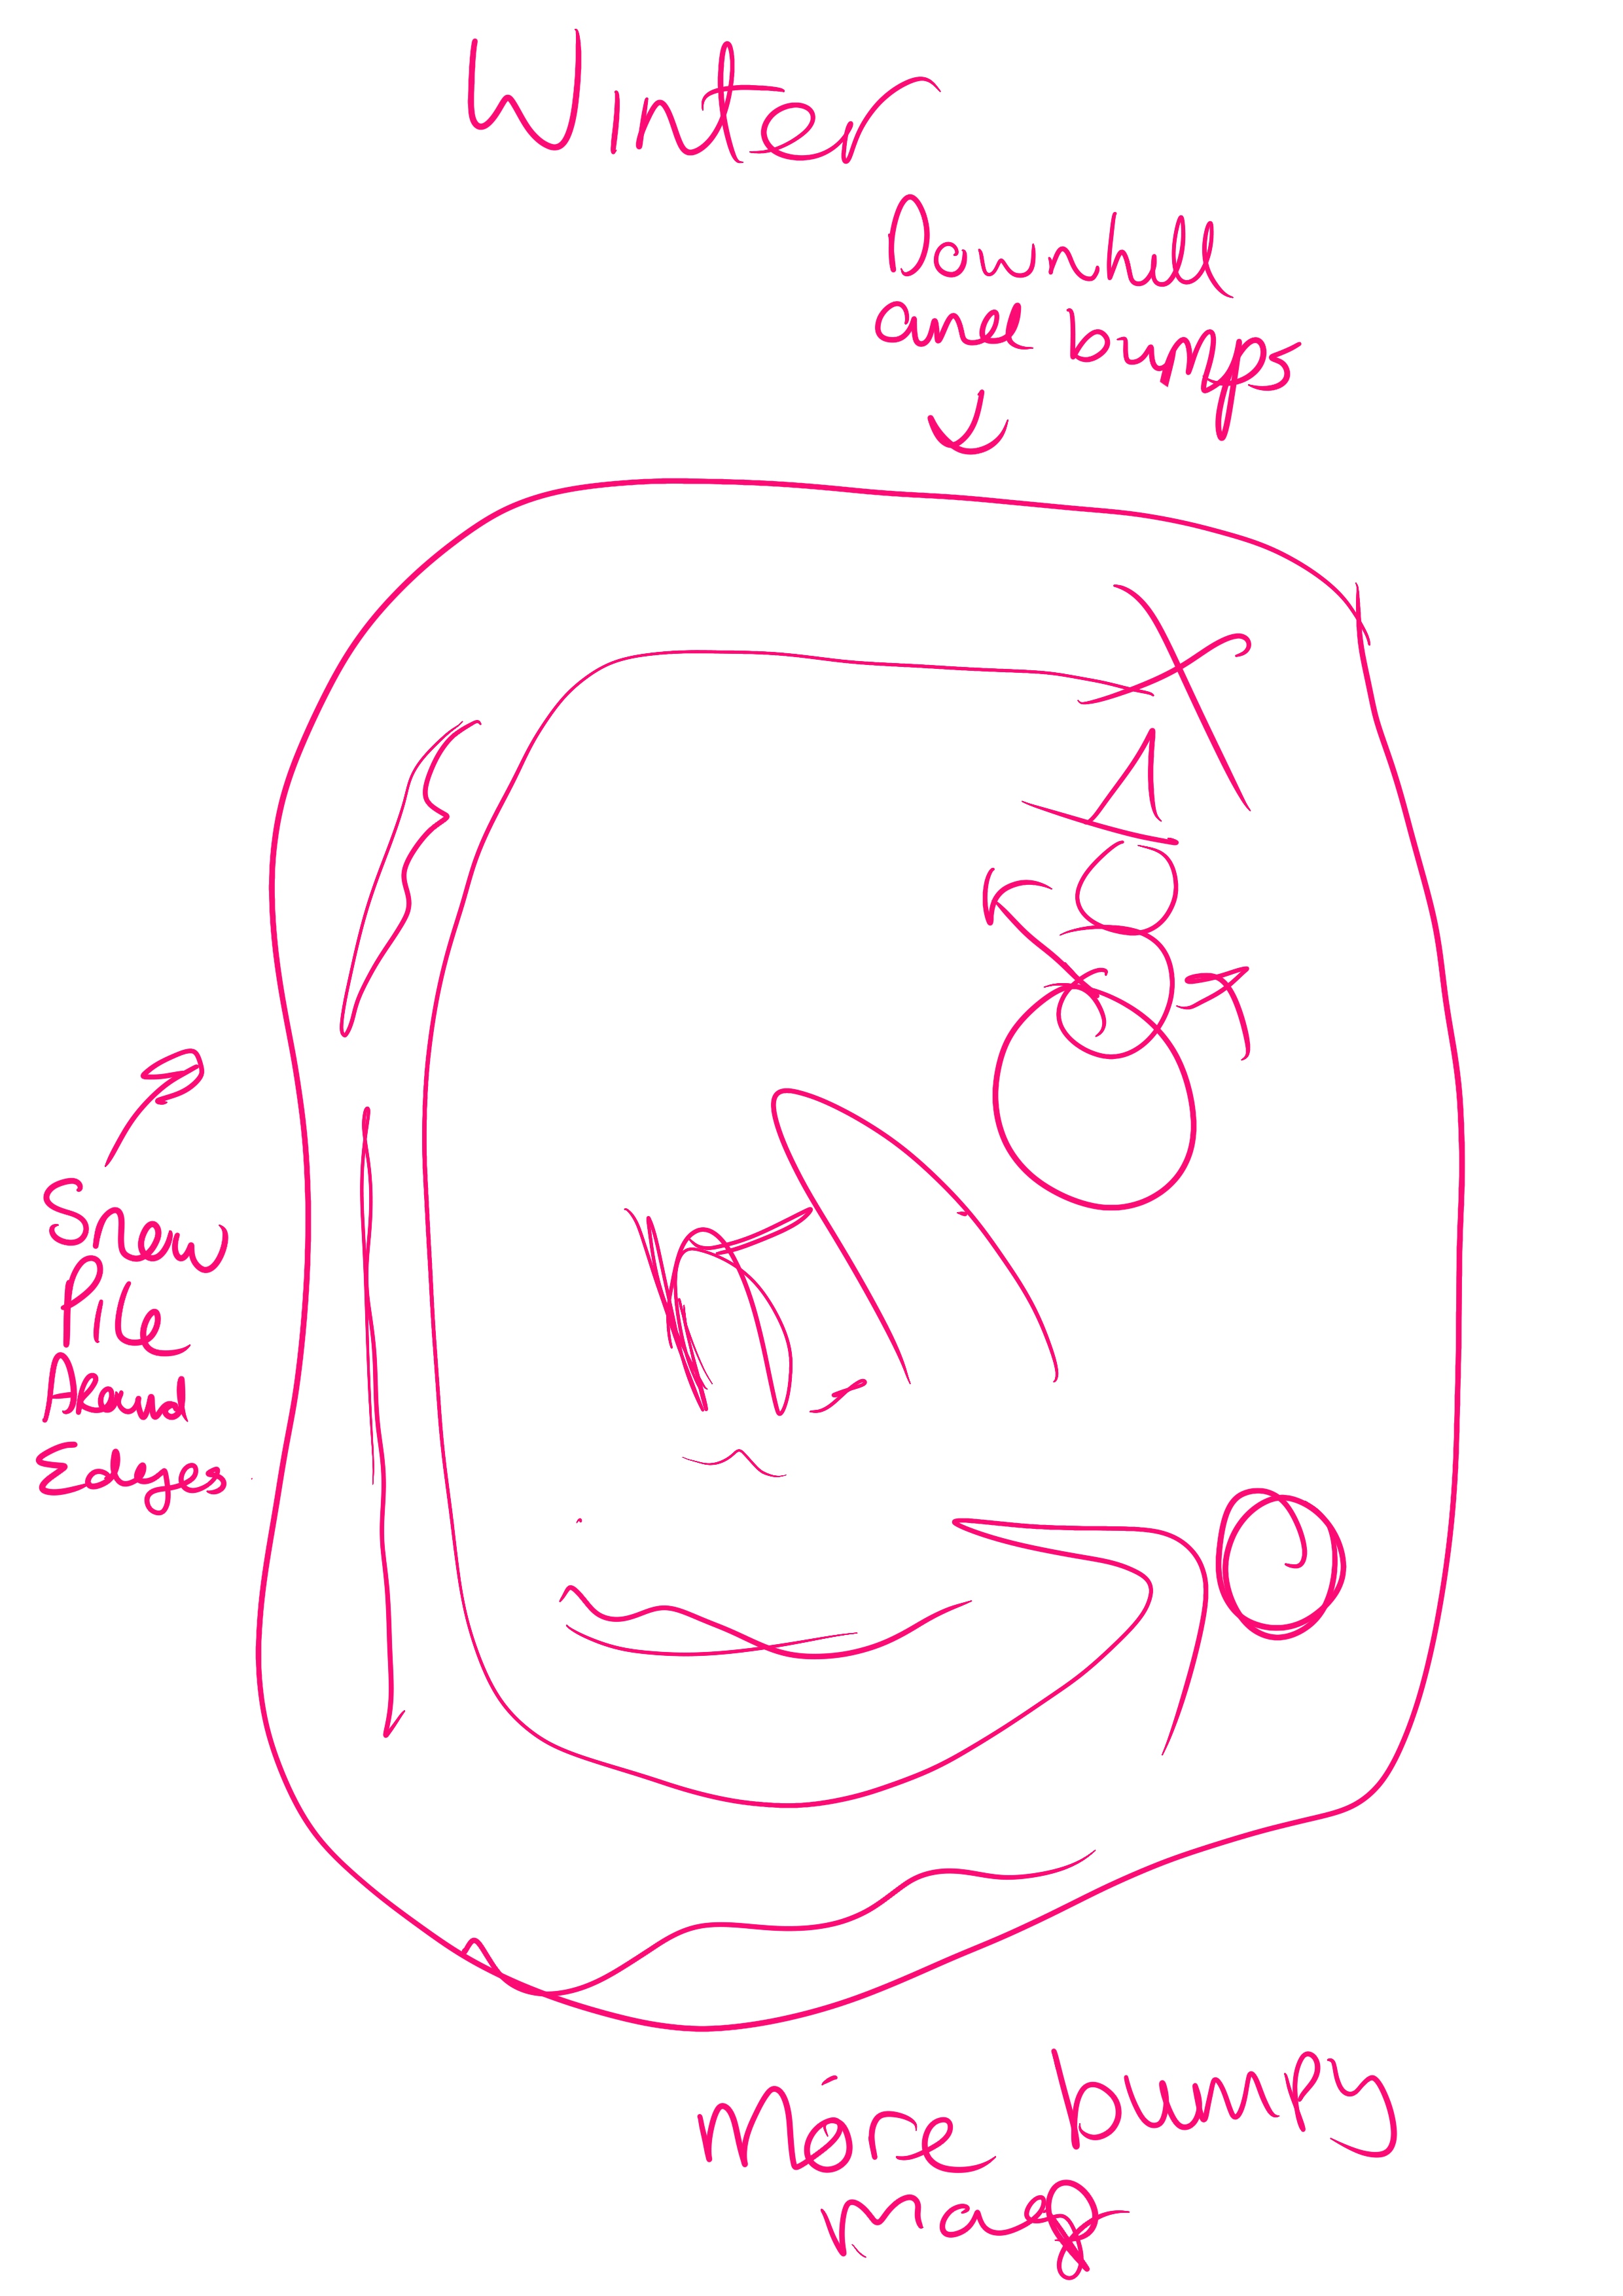 Winter
Downhill
and bumps
Snow
Pile
Around
Edges
more bumpy
map